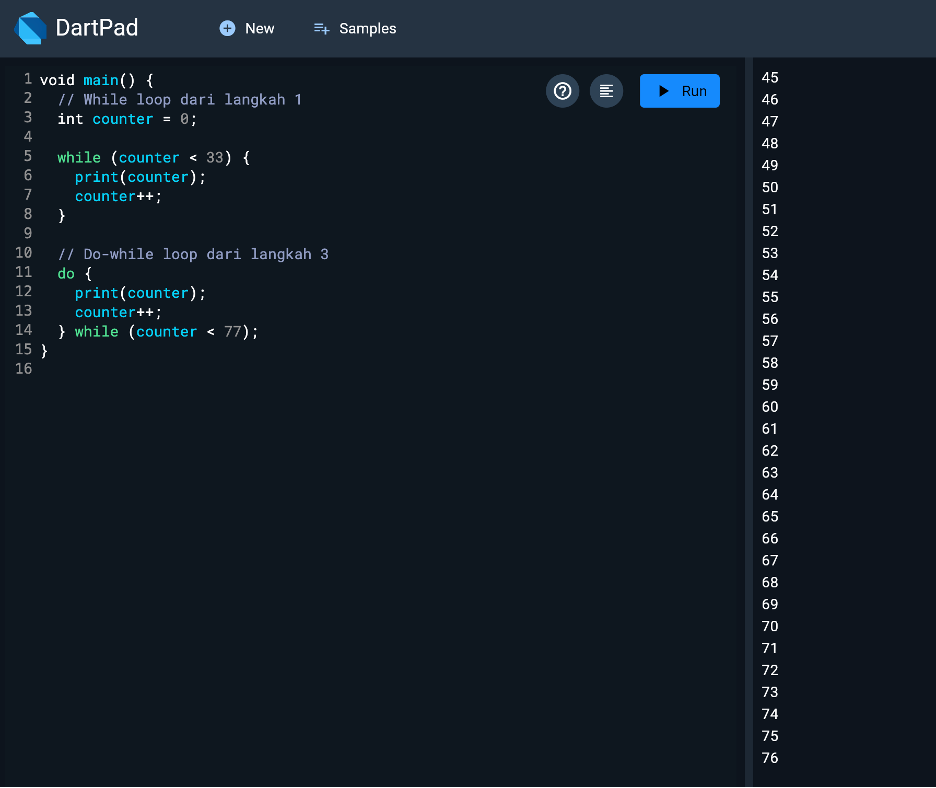 DartPad
New
Samples
Run
1 void main() {
2   // While loop dari langkah 1
3   int counter = 0;
4
5   while (counter < 33) {
6     print(counter);
7     counter++;
8   }
9
10   // Do-while loop dari langkah 3
11   do {
12     print(counter);
13     counter++;
14   } while (counter < 77);
15 }
16
45
46
47
48
49
50
51
52
53
54
55
56
57
58
59
60
61
62
63
64
65
66
67
68
69
70
71
72
73
74
75
76